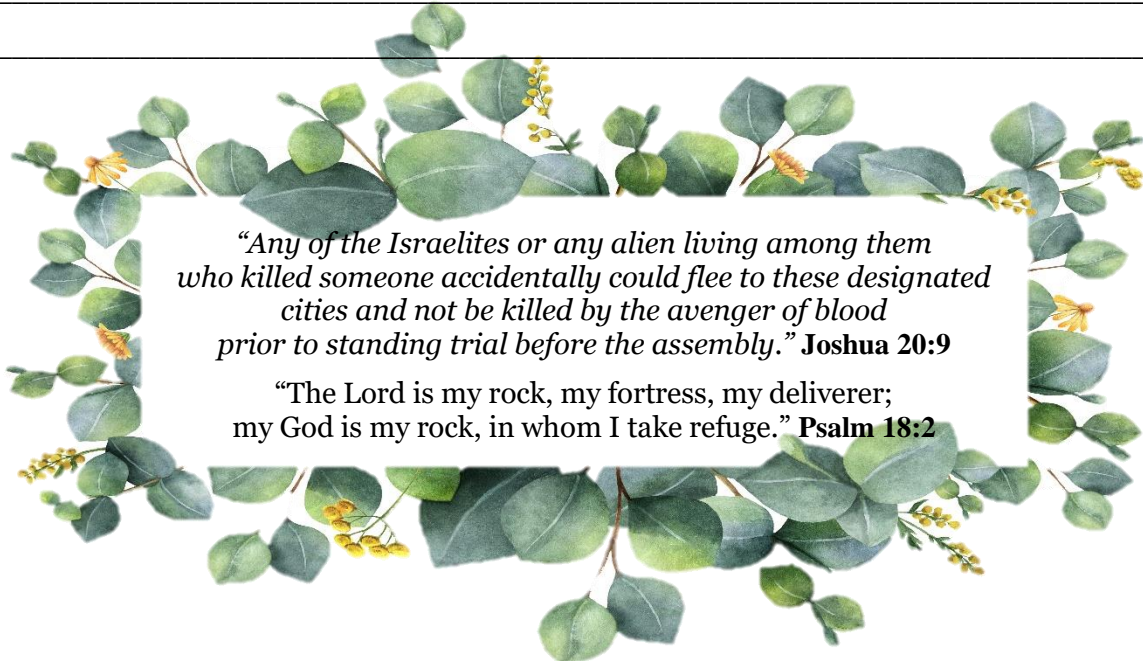 “Any of the Israelites or any alien living among them
who killed someone accidentally could flee to these designated
cities and not be killed by the avenger of blood
prior to standing trial before the assembly.” Joshua 20:9
“The Lord is my rock, my fortress, my deliverer;
my God is my rock, in whom I take refuge.” Psalm 18:2